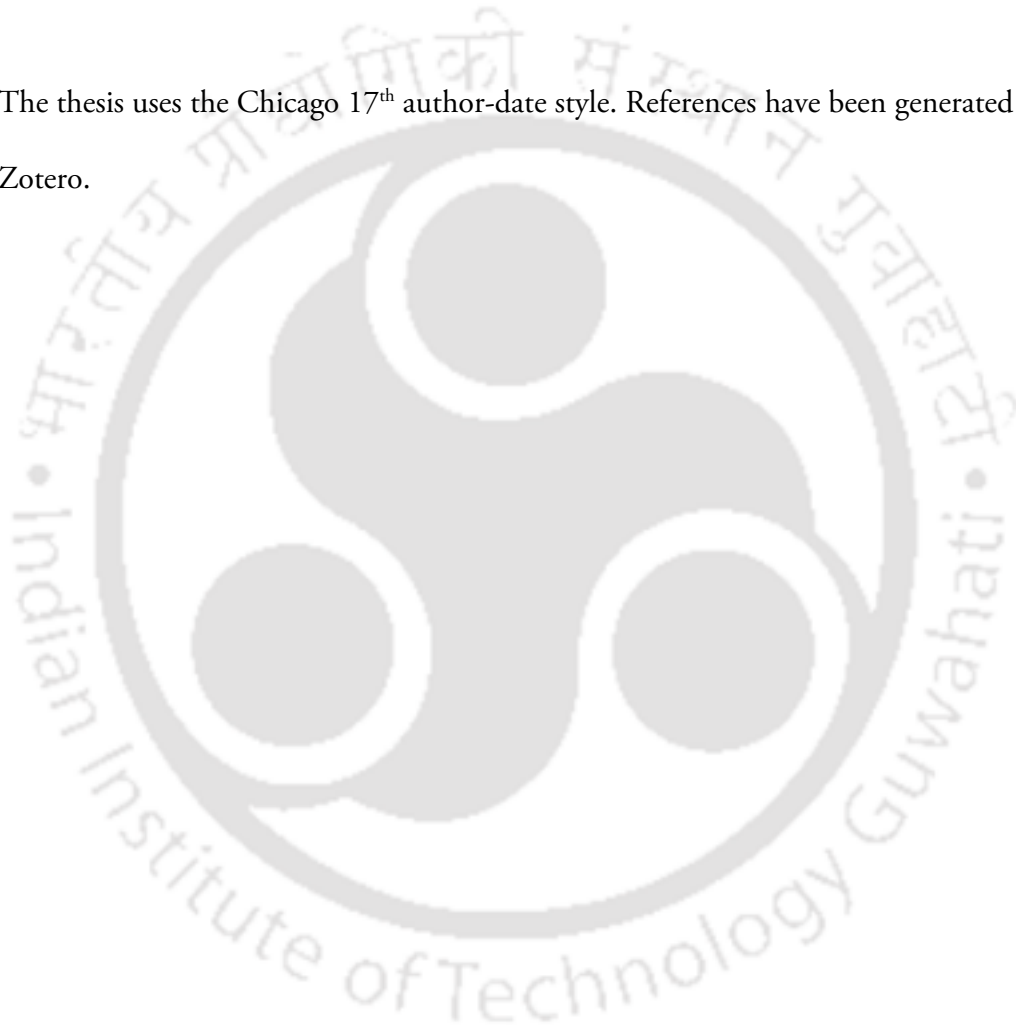 The thesis uses the Chicago 17th author-date style. References have been generated
Zotero.
भारतीय प्रौद्योगिकी संस्थान गुवाहाटी
• Indian Institute of Technology Guwahati •